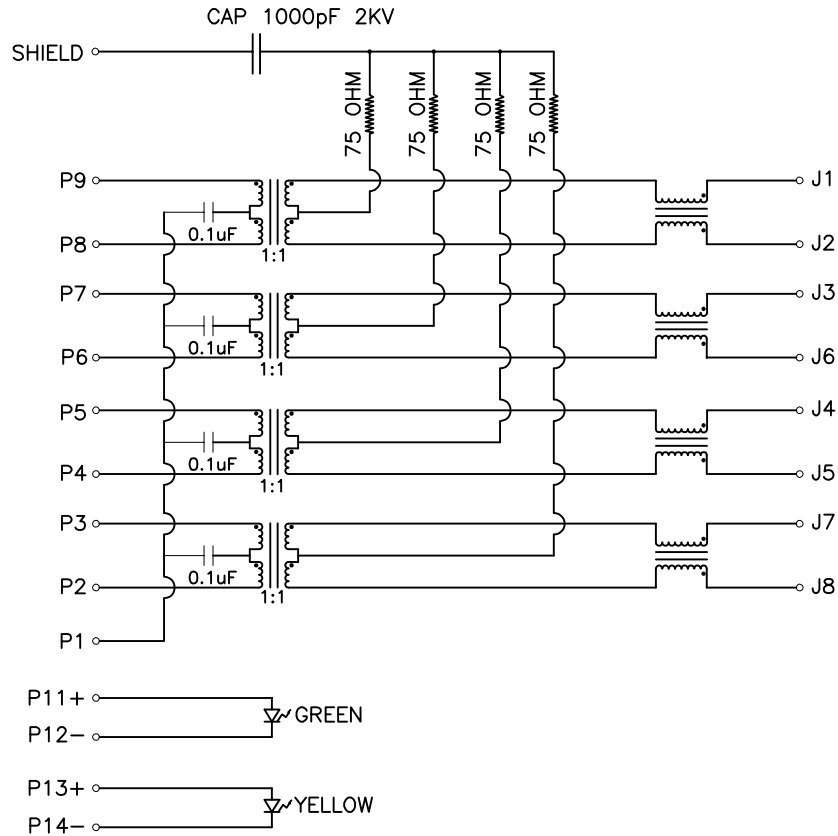 CAP 1000pF 2KV
SHIELD
75 OHM
75 OHM
75 OHM
75 OHM
P9
J1
0.1uF
P8
J2
1:1
P7
J3
0.1uF
P6
J6
1:1
P5
J4
0.1uF
P4
J5
1:1
P3
J7
0.1uF
P2
J8
1:1
P1
P11+
GREEN
P12-
P13+
YELLOW
P14-